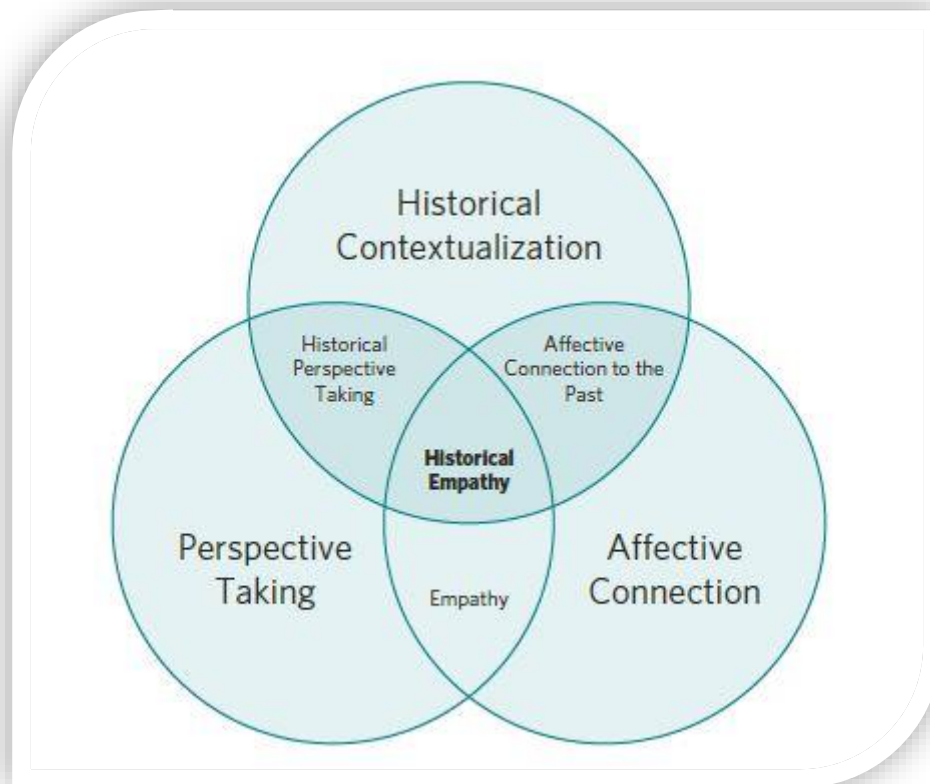 Historical
Contextualization
Historical
Perspective
Taking
Affective
Connection to the
Past
Historical
Empathy
Perspective
Taking
Affective
Connection
Empathy